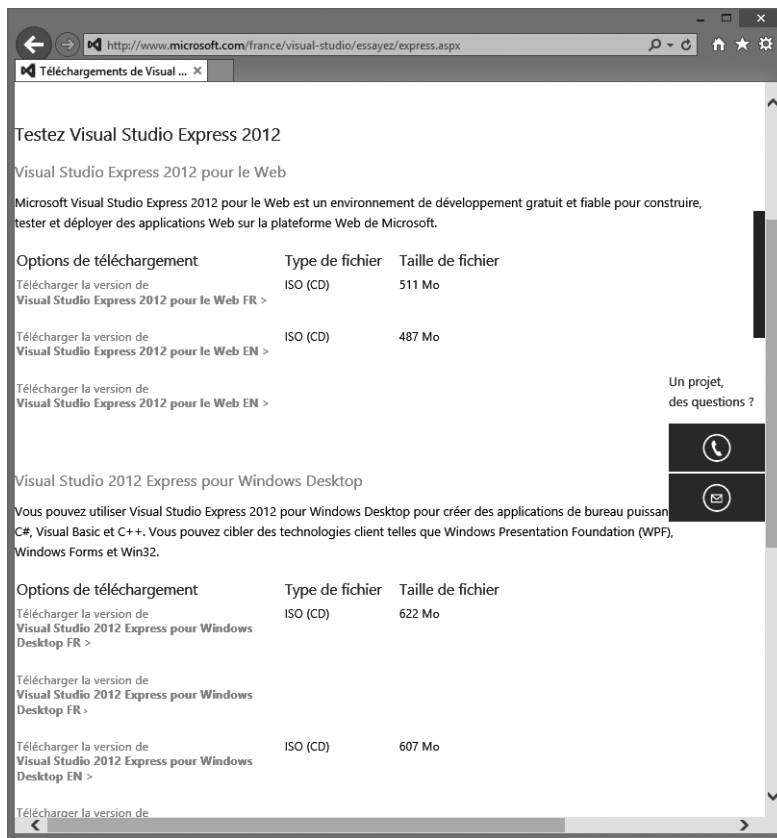 http://www.microsoft.com/france/visual-studio/essayez/express.aspx
Téléchargements de Visual ...
Testez Visual Studio Express 2012
Visual Studio Express 2012 pour le Web
Microsoft Visual Studio Express 2012 pour le Web est un environnement de développement gratuit et fiable pour construire,
tester et déployer des applications Web sur la plateforme Web de Microsoft.
Options de téléchargement Type de fichier Taille de fichier
Télécharger la version de ISO (CD) 511 Mo
Visual Studio Express 2012 pour le Web FR >
Télécharger la version de ISO (CD) 487 Mo
Visual Studio Express 2012 pour le Web EN >
Télécharger la version de
Visual Studio Express 2012 pour le Web EN >
Un projet,
des questions ?
Visual Studio 2012 Express pour Windows Desktop
Vous pouvez utiliser Visual Studio Express 2012 pour Windows Desktop pour créer des applications de bureau puissan
C#, Visual Basic et C++. Vous pouvez cibler des technologies client telles que Windows Presentation Foundation (WPF),
Windows Forms et Win32.
Options de téléchargement Type de fichier Taille de fichier
Télécharger la version de ISO (CD) 622 Mo
Visual Studio 2012 Express pour Windows
Desktop FR >
Télécharger la version de
Visual Studio 2012 Express pour Windows
Desktop FR ›
Télécharger la version de ISO (CD) 607 Mo
Visual Studio 2012 Express pour Windows
Desktop EN >
Télécharger la version de